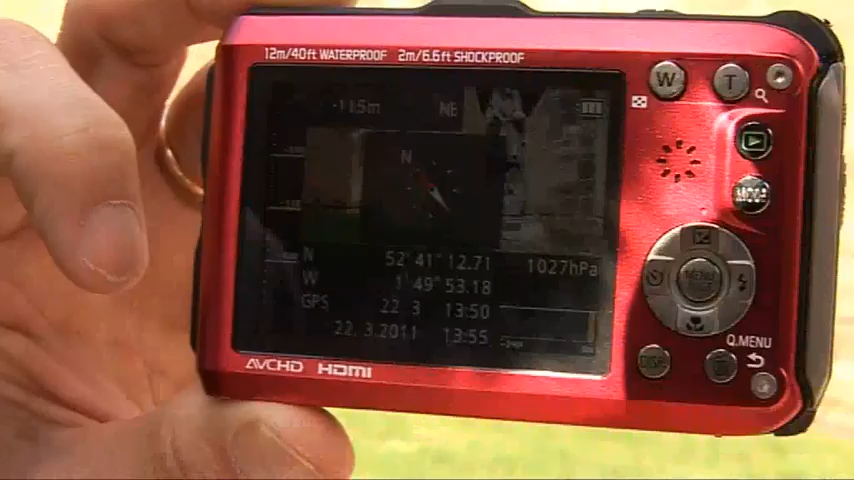 12m/40ft WATERPROOF 2m/6.6ft SHOCKPROOF
W T
-115m NE
N
MODE
N 52°41'12.71 1027hPa
W 1°49'53.18
GPS 22. 3 13:50
22. 3.2011 13:55
MENU
Q.MENU
DISP.
AVCHD HDMI